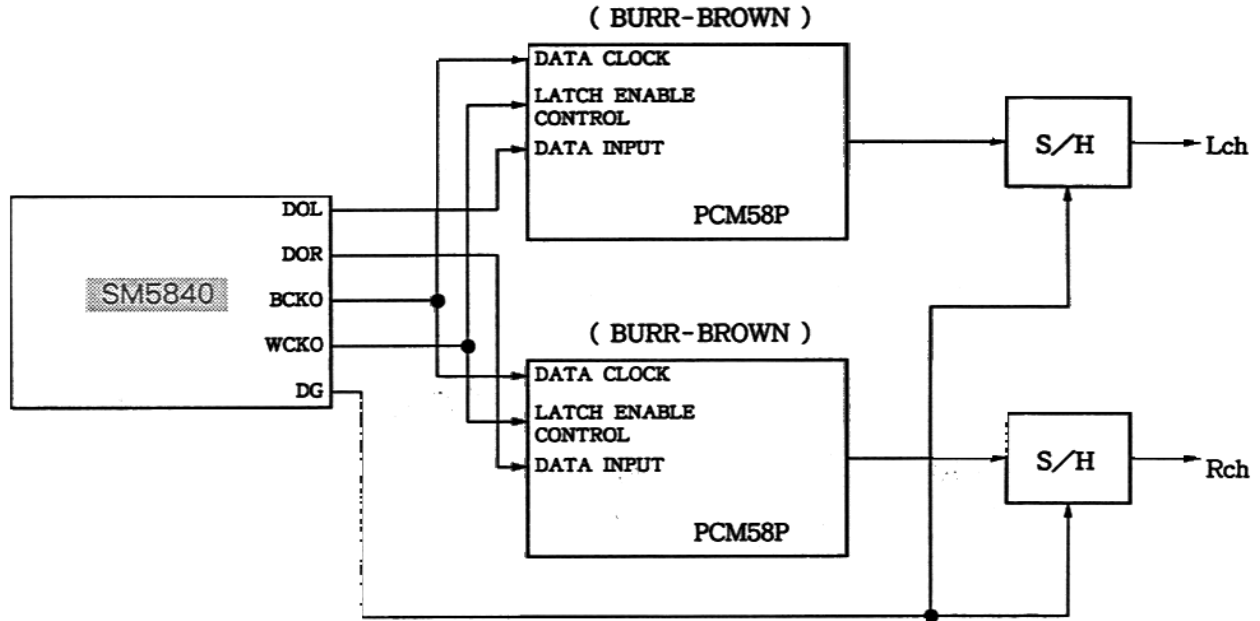 ( BURR-BROWN )
DATA CLOCK
LATCH ENABLE
CONTROL
DATA INPUT
PCM58P
S/H
Lch
SM5840
DOL
DOR
BCKO
WCKO
DG
( BURR-BROWN )
DATA CLOCK
LATCH ENABLE
CONTROL
DATA INPUT
PCM58P
S/H
Rch